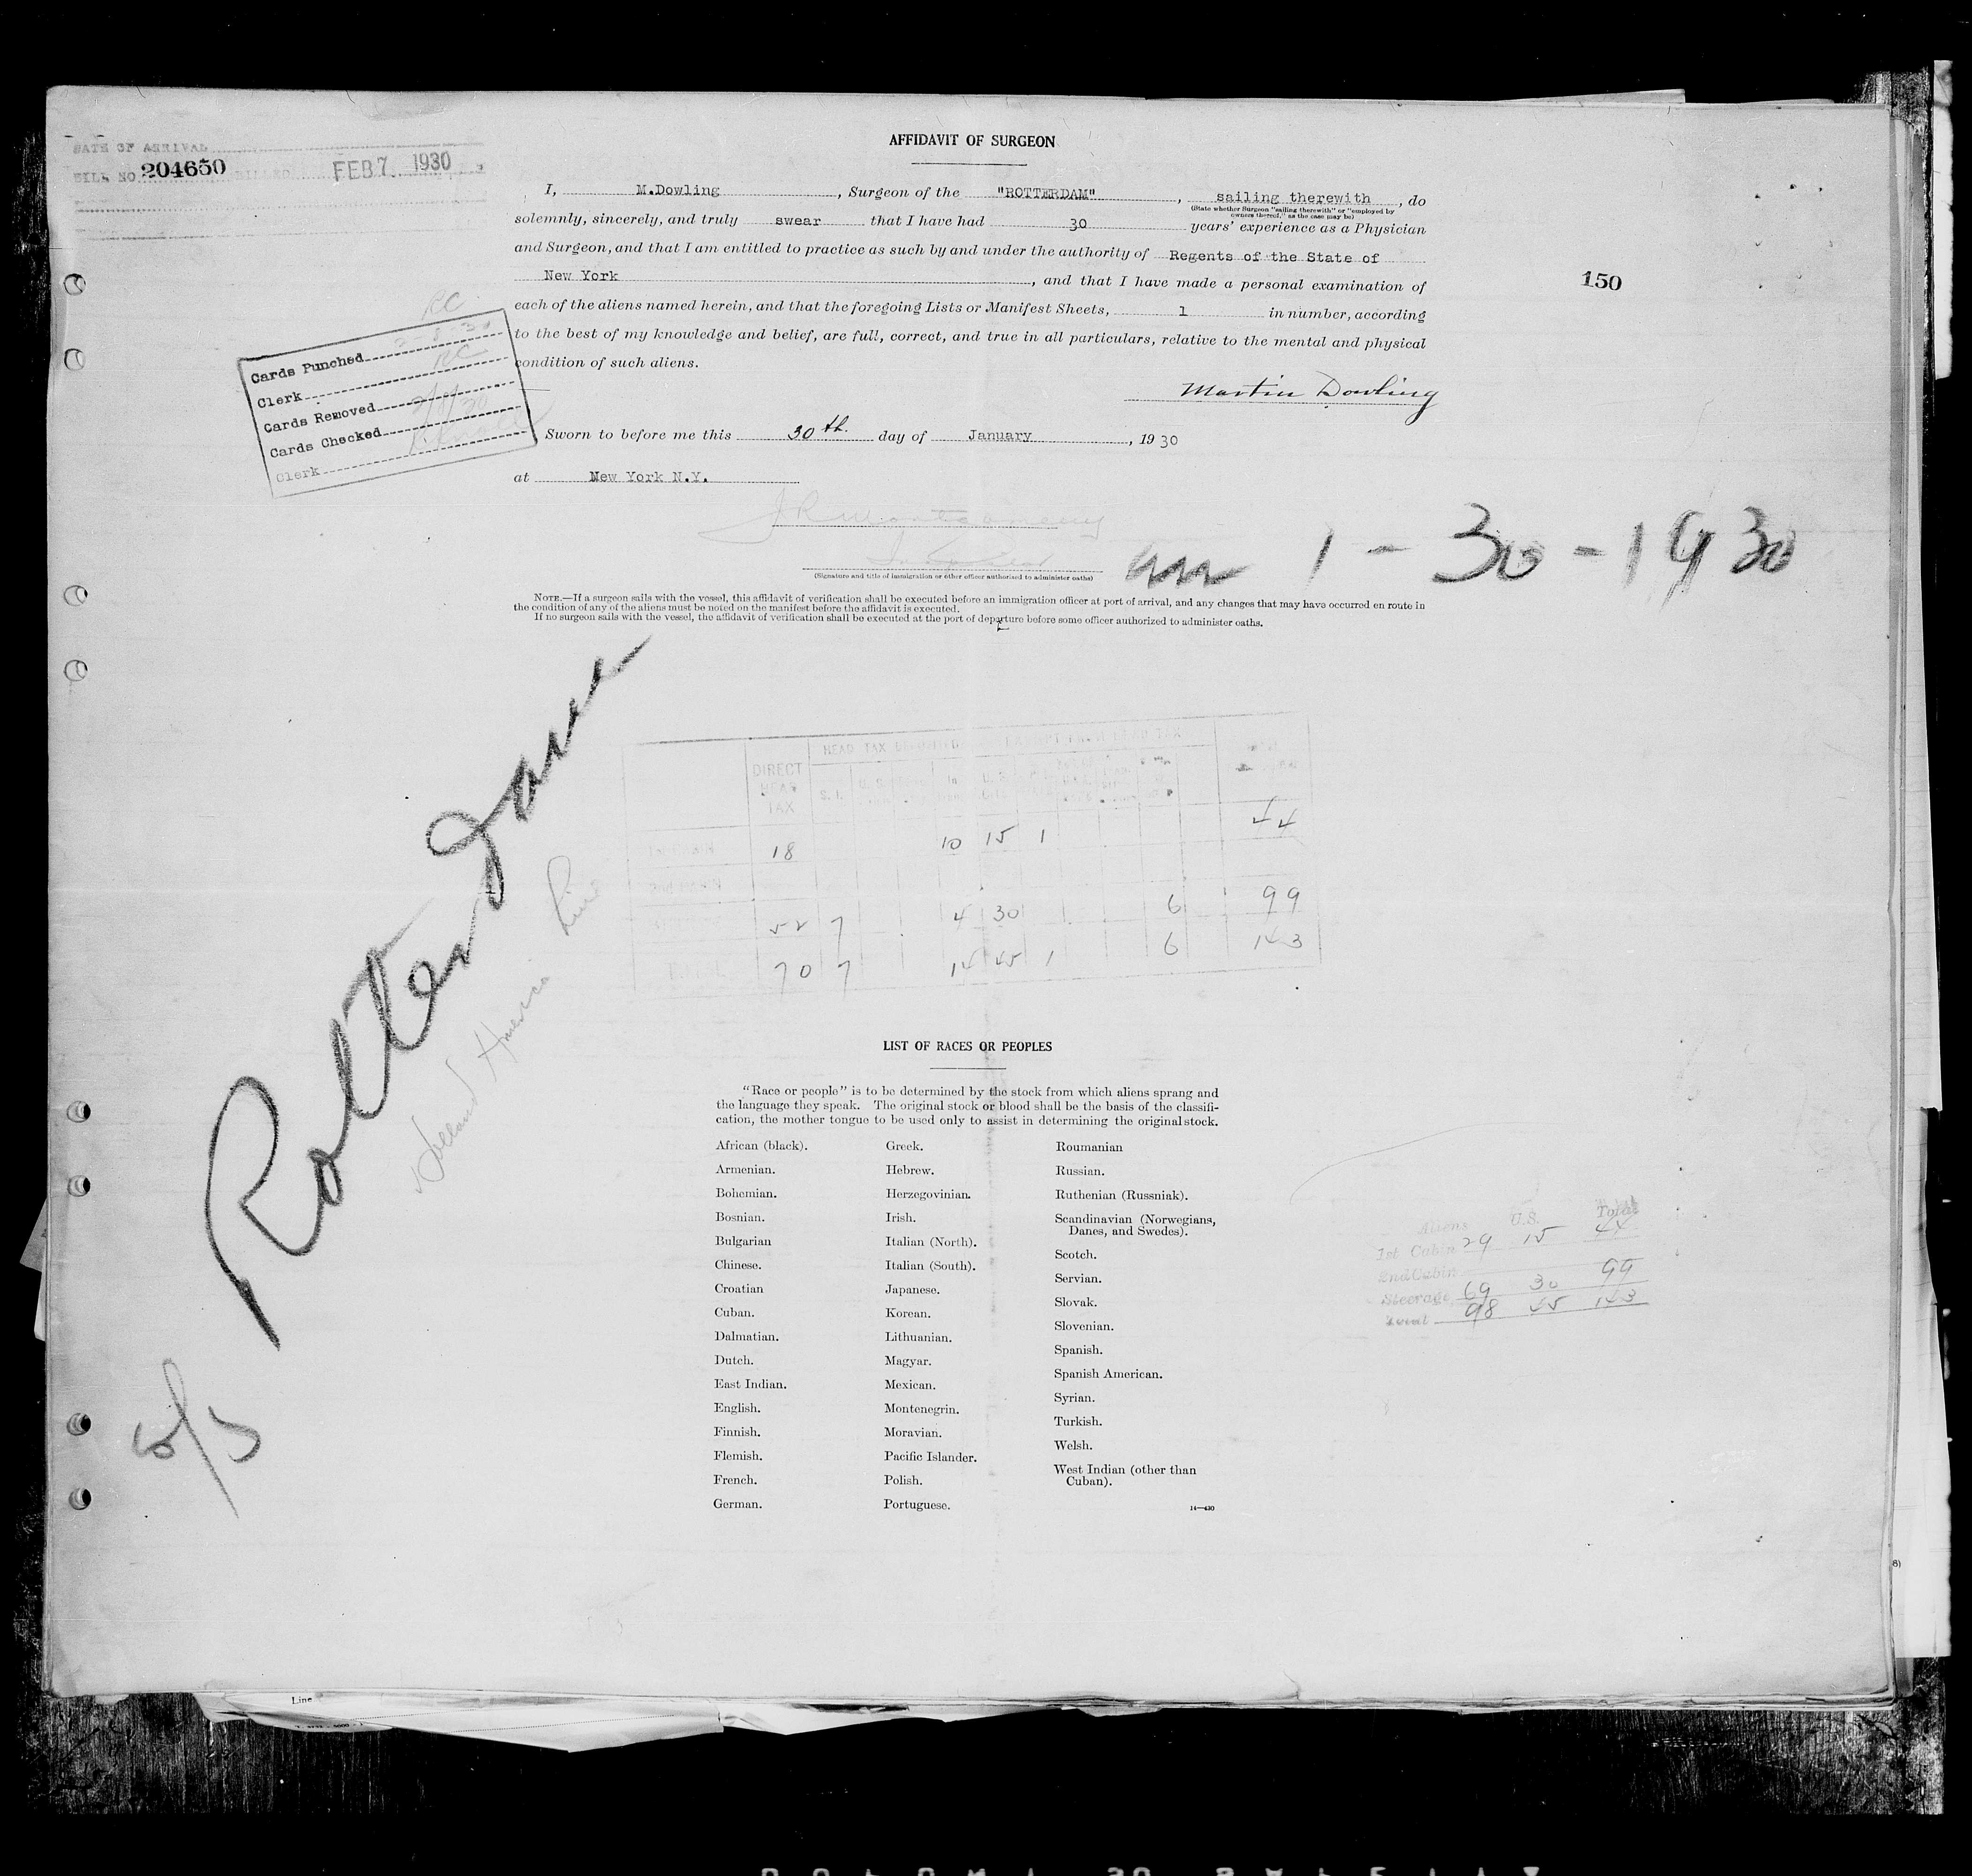 AFFIDAVIT OF SURGEON
DATE OF ARRIVAL
BILL NO. 204650 BILLED FEB 7 1930
I, M.Dowling, Surgeon of the "ROTTERDAM", sailing therewith, do
(State whether Surgeon "sailing therewith" or "employed by
owners thereof," as the case may be)
solemnly, sincerely, and truly swear that I have had 30 years' experience as a Physician
and Surgeon, and that I am entitled to practice as such by and under the authority of Regents of the State of
New York, and that I have made a personal examination of
each of the aliens named herein, and that the foregoing Lists or Manifest Sheets, 1 in number, according
to the best of my knowledge and belief, are full, correct, and true in all particulars, relative to the mental and physical
condition of such aliens.
150
RC
Cards Punched
Clerk RC
Cards Removed
Cards Checked
Clerk
Martin Dowling
Sworn to before me this 30th. day of January, 1930
at New York N.Y.
J R Montgomery
Inspector
(Signature and title of immigration or other officer authorized to administer oaths)
1-30-1930
NOTE.—If a surgeon sails with the vessel, this affidavit of verification shall be executed before an immigration officer at port of arrival, and any changes that may have occurred en route in
the condition of any of the aliens must be noted on the manifest before the affidavit is executed.
If no surgeon sails with the vessel, the affidavit of verification shall be executed at the port of departure before some officer authorized to administer oaths.
Rotterdam
Holland America Line
HEAD TAX EXEMPT FROM HEAD TAX
DIRECT HEAD TAX S. I. U. S. In U. S.
18 10 15 1 44
52 7 4 30 6 99
TOTAL 70 7 14 45 1 6 143
LIST OF RACES OR PEOPLES
"Race or people" is to be determined by the stock from which aliens sprang and
the language they speak. The original stock or blood shall be the basis of the classifi-
cation, the mother tongue to be used only to assist in determining the original stock.
African (black).
Armenian.
Bohemian.
Bosnian.
Bulgarian
Chinese.
Croatian
Cuban.
Dalmatian.
Dutch.
East Indian.
English.
Finnish.
Flemish.
French.
German.
Greek.
Hebrew.
Herzegovinian.
Irish.
Italian (North).
Italian (South).
Japanese.
Korean.
Lithuanian.
Magyar.
Mexican.
Montenegrin.
Moravian.
Pacific Islander.
Polish.
Portuguese.
Roumanian
Russian.
Ruthenian (Russniak).
Scandinavian (Norwegians,
Danes, and Swedes).
Scotch.
Servian.
Slovak.
Slovenian.
Spanish.
Spanish American.
Syrian.
Turkish.
Welsh.
West Indian (other than
Cuban).
14—430
Aliens U.S. Total
1st Cabin 29 15 44
2nd Cabin
Steerage 69 30 99
Total 98 45 143
Line